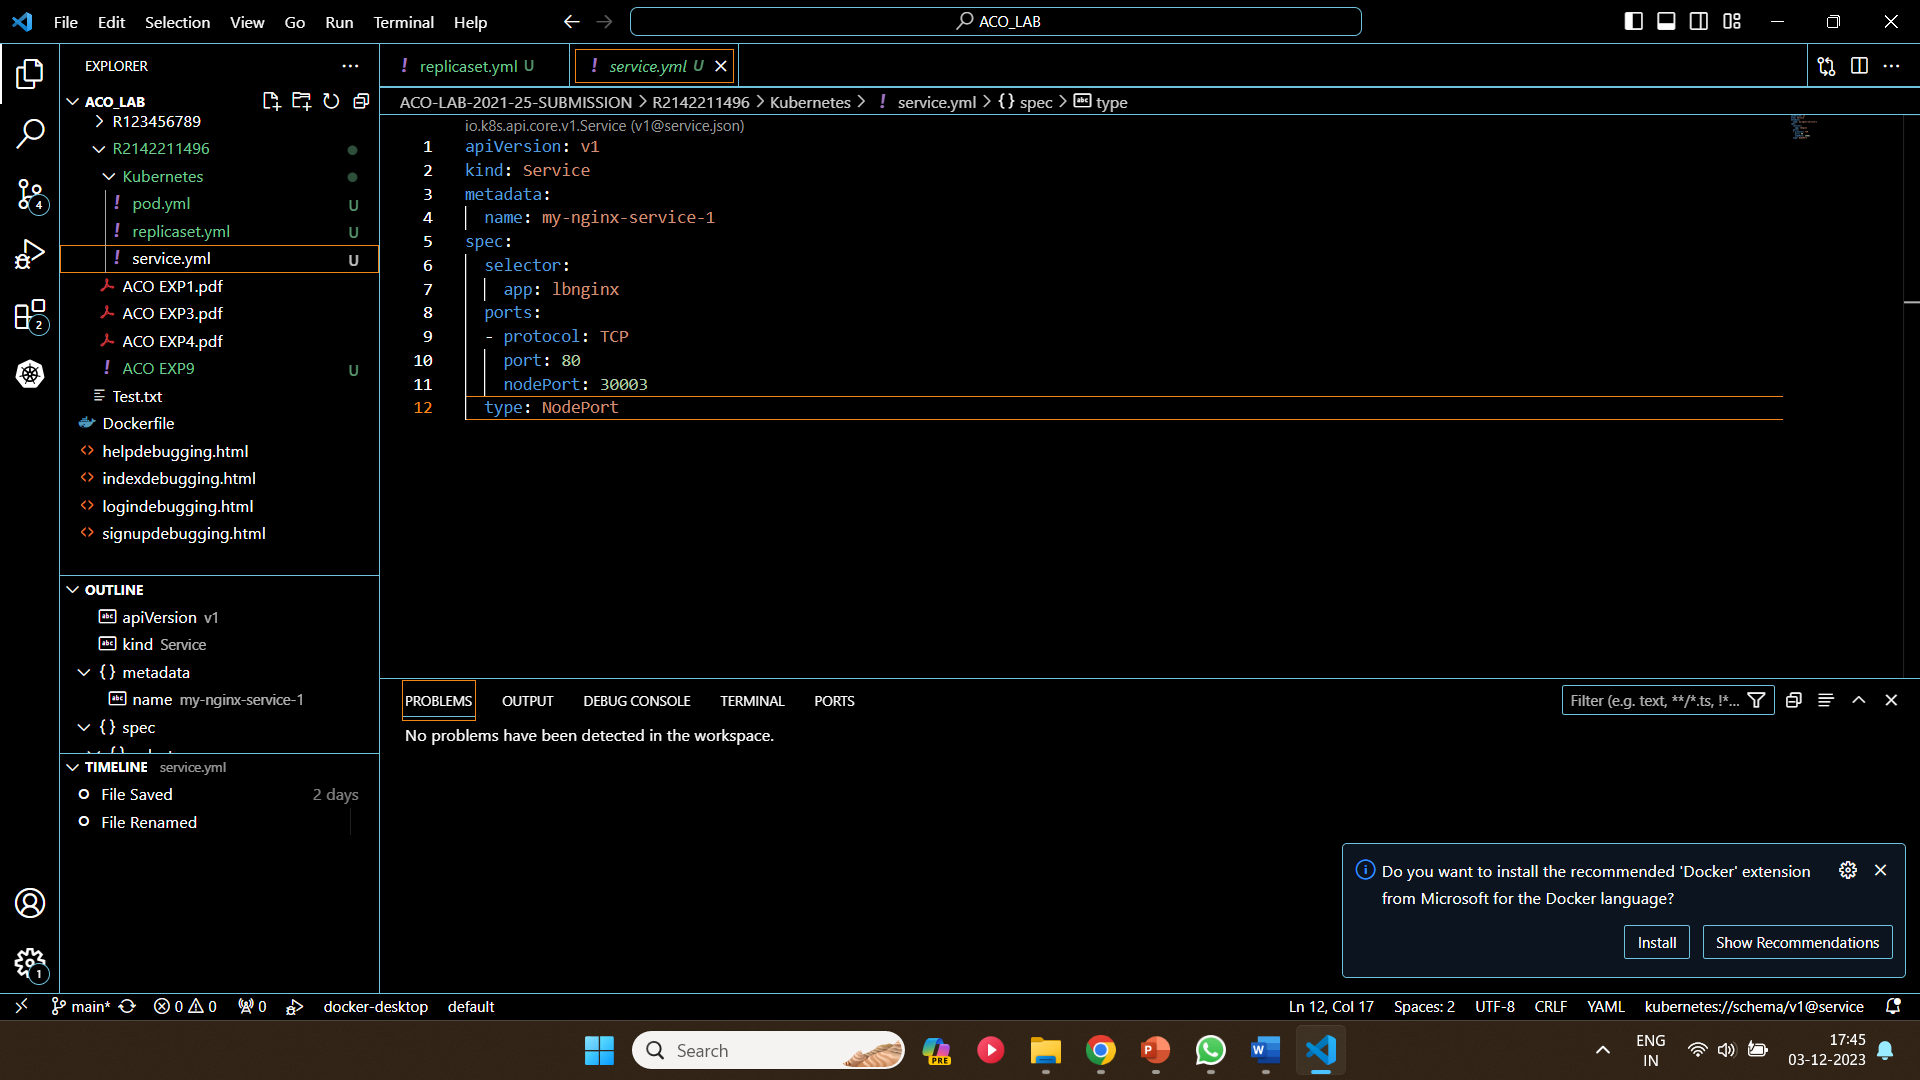 File Edit Selection View Go Run Terminal Help
ACO_LAB
EXPLORER
ACO_LAB
R123456789
R2142211496
Kubernetes
pod.yml U
replicaset.yml U
service.yml U
ACO EXP1.pdf
ACO EXP3.pdf
ACO EXP4.pdf
ACO EXP9 U
Test.txt
Dockerfile
helpdebugging.html
indexdebugging.html
logindebugging.html
signupdebugging.html
OUTLINE
apiVersion v1
kind Service
metadata
name my-nginx-service-1
spec
TIMELINE service.yml
File Saved 2 days
File Renamed
4
2
1
replicaset.yml U
service.yml U
ACO-LAB-2021-25-SUBMISSION > R2142211496 > Kubernetes > ! service.yml > {} spec > abc type
io.k8s.api.core.v1.Service (v1@service.json)
1 apiVersion: v1
2 kind: Service
3 metadata:
4 name: my-nginx-service-1
5 spec:
6 selector:
7 app: lbnginx
8 ports:
9 - protocol: TCP
10 port: 80
11 nodePort: 30003
12 type: NodePort
PROBLEMS OUTPUT DEBUG CONSOLE TERMINAL PORTS
Filter (e.g. text, **/*.ts, !*...
No problems have been detected in the workspace.
Do you want to install the recommended 'Docker' extension
from Microsoft for the Docker language?
Install Show Recommendations
main* 0 0 0 docker-desktop default
Ln 12, Col 17 Spaces: 2 UTF-8 CRLF YAML kubernetes://schema/v1@service
Search
PRE
ENG
IN
17:45
03-12-2023